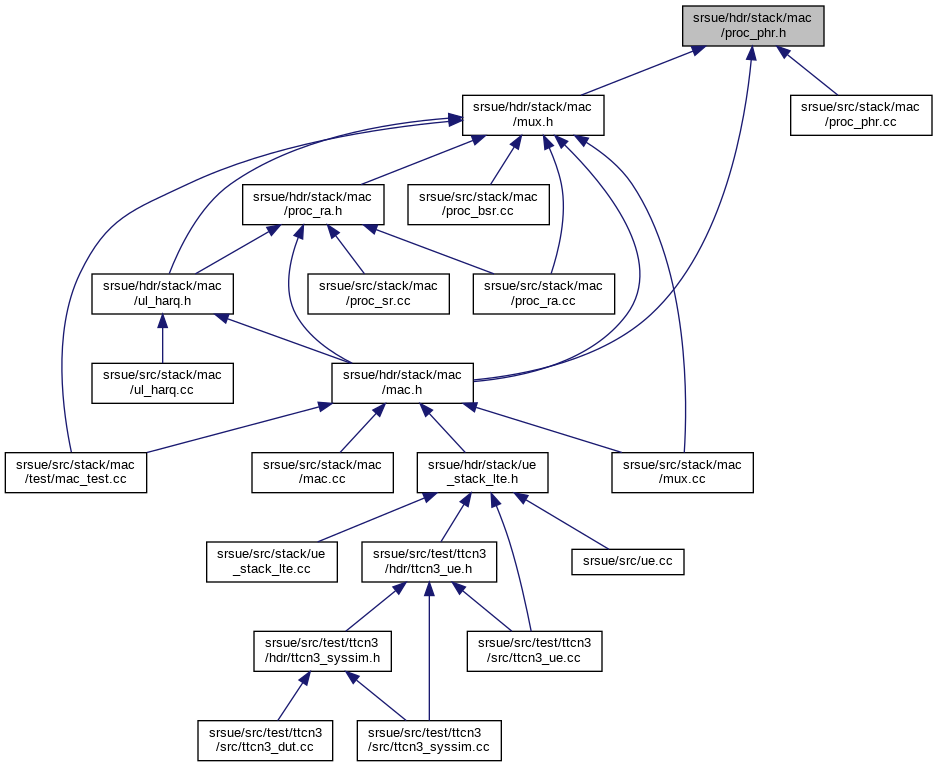 srsue/hdr/stack/mac
/proc_phr.h
srsue/hdr/stack/mac
/mux.h
srsue/src/stack/mac
/proc_phr.cc
srsue/hdr/stack/mac
/proc_ra.h
srsue/src/stack/mac
/proc_bsr.cc
srsue/hdr/stack/mac
/ul_harq.h
srsue/src/stack/mac
/proc_sr.cc
srsue/src/stack/mac
/proc_ra.cc
srsue/src/stack/mac
/ul_harq.cc
srsue/hdr/stack/mac
/mac.h
srsue/src/stack/mac
/test/mac_test.cc
srsue/src/stack/mac
/mac.cc
srsue/hdr/stack/ue
_stack_lte.h
srsue/src/stack/mac
/mux.cc
srsue/src/stack/ue
_stack_lte.cc
srsue/src/test/ttcn3
/hdr/ttcn3_ue.h
srsue/src/ue.cc
srsue/src/test/ttcn3
/hdr/ttcn3_syssim.h
srsue/src/test/ttcn3
/src/ttcn3_ue.cc
srsue/src/test/ttcn3
/src/ttcn3_dut.cc
srsue/src/test/ttcn3
/src/ttcn3_syssim.cc